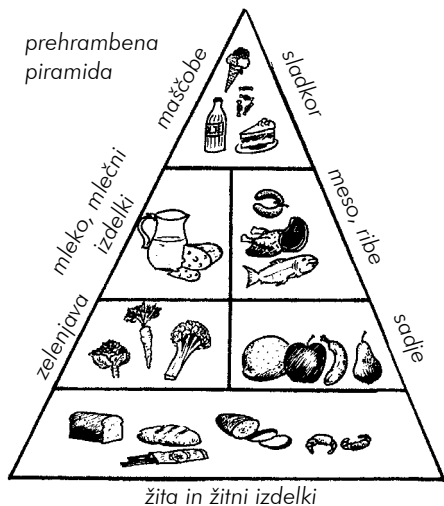 prehrambena
piramida
maščobe
sladkor
mleko, mlečni
izdelki
meso, ribe
zelenjava
sadje
žita in žitni izdelki